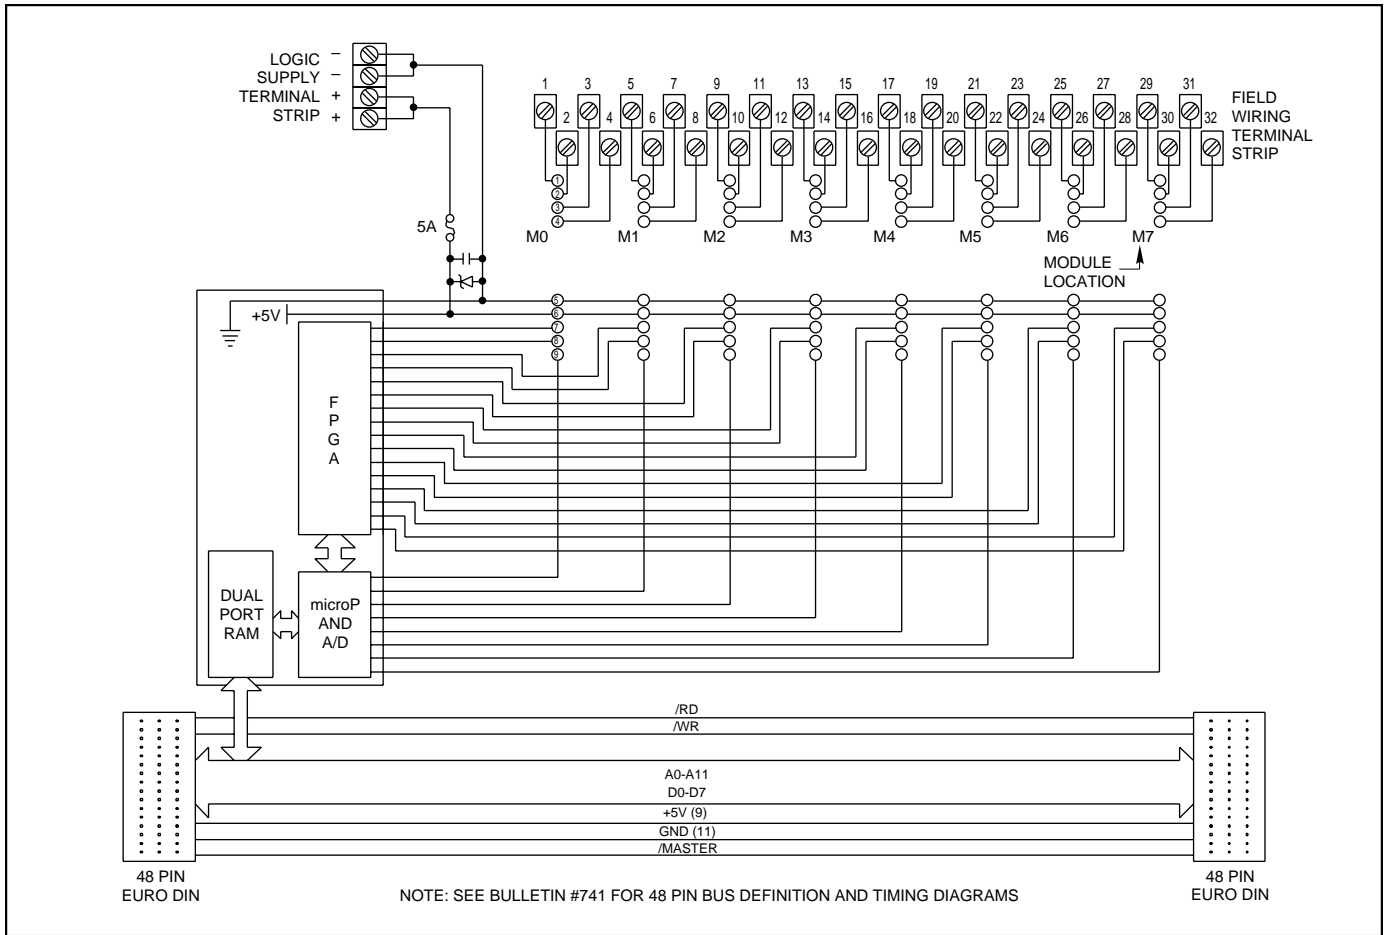 LOGIC –
SUPPLY –
TERMINAL +
STRIP +
1 3 5 7 9 11 13 15 17 19 21 23 25 27 29 31
2 4 6 8 10 12 14 16 18 20 22 24 26 28 30 32
FIELD
WIRING
TERMINAL
STRIP
1
2
3
4
M0 M1 M2 M3 M4 M5 M6 M7
MODULE
LOCATION
5A
+5V
5
6
7
8
9
F
P
G
A
DUAL
PORT
RAM
microP
AND
A/D
/RD
/WR
A0-A11
D0-D7
+5V (9)
GND (11)
/MASTER
48 PIN
EURO DIN
48 PIN
EURO DIN
NOTE: SEE BULLETIN #741 FOR 48 PIN BUS DEFINITION AND TIMING DIAGRAMS